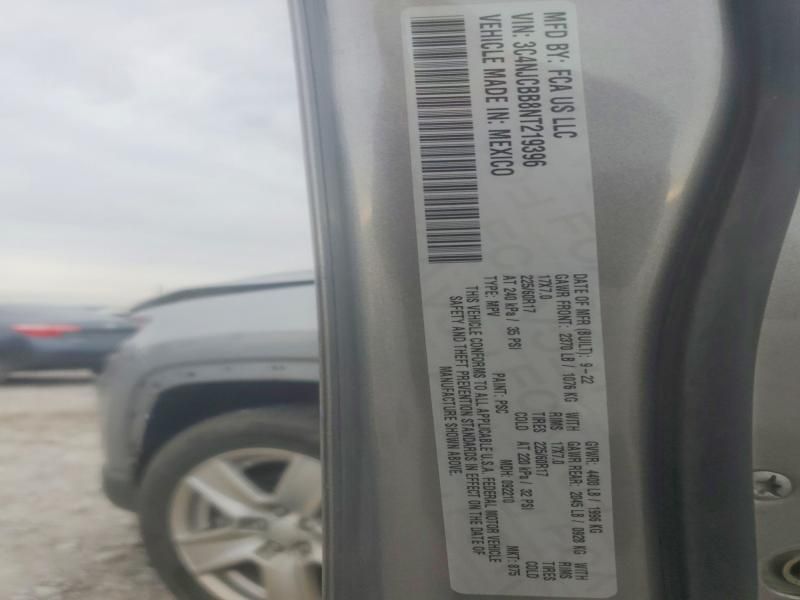 MFD BY: FCA US LLC
VIN: 3C4NJCBB8NT219396
VEHICLE MADE IN: MEXICO
DATE OF MFR (BUILT): 9-22 GVWR: 4400 LB / 1996 KG
GAWR FRONT: 2370 LB / 1076 KG WITH GAWR REAR: 2045 LB / 0928 KG WITH
17X7.0 RIMS 17X7.0 RIMS
225/60R17 TIRES 225/60R17 TIRES
AT 240 kPa / 35 PSI COLD AT 220 kPa / 32 PSI COLD
TYPE: MPV PAINT: PSC MDH: 092210 MKT: 875
THIS VEHICLE CONFORMS TO ALL APPLICABLE U.S.A. FEDERAL MOTOR VEHICLE
SAFETY AND THEFT PREVENTION STANDARDS IN EFFECT ON THE DATE OF
MANUFACTURE SHOWN ABOVE.